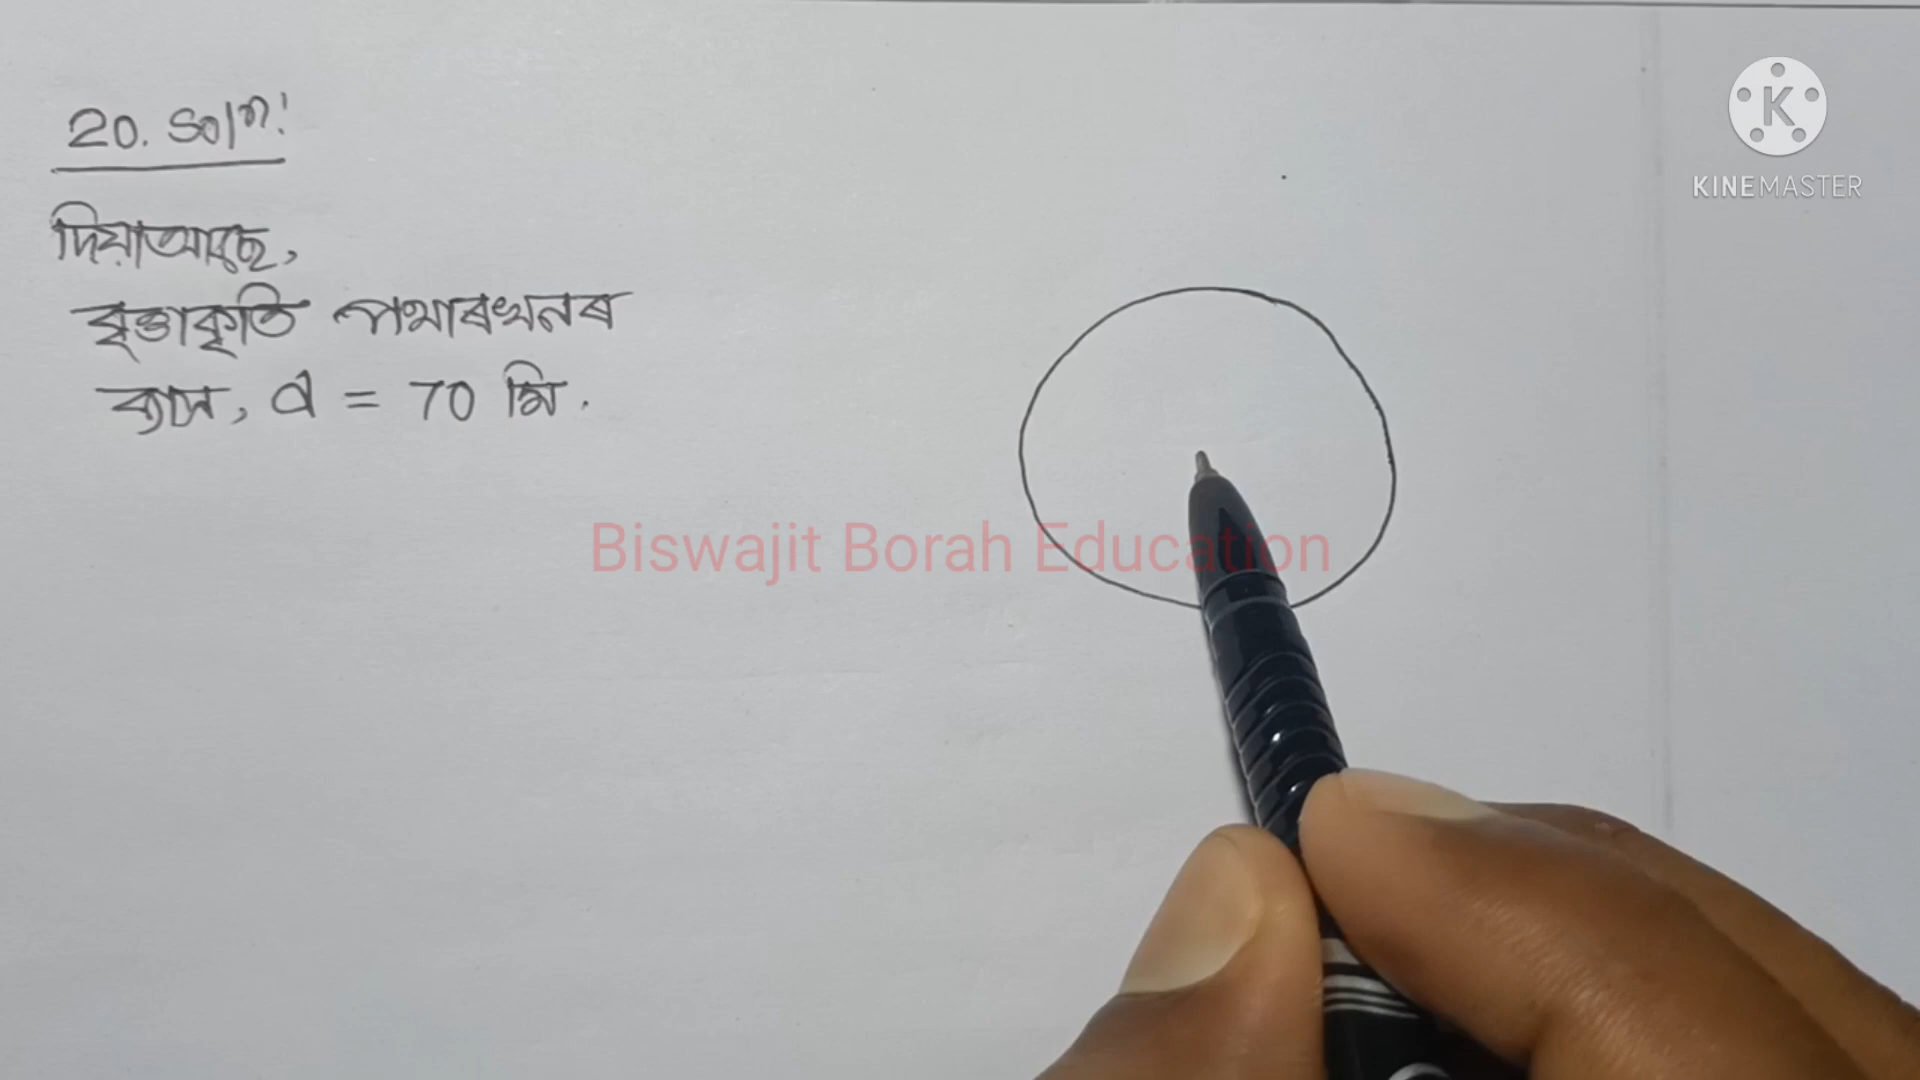 20. Solⁿ:
দিয়াআছে,
বৃত্তাকৃতি পথাৰখনৰ
ব্যাস, d = 70 মি.
KINEMASTER
Biswajit Borah Education